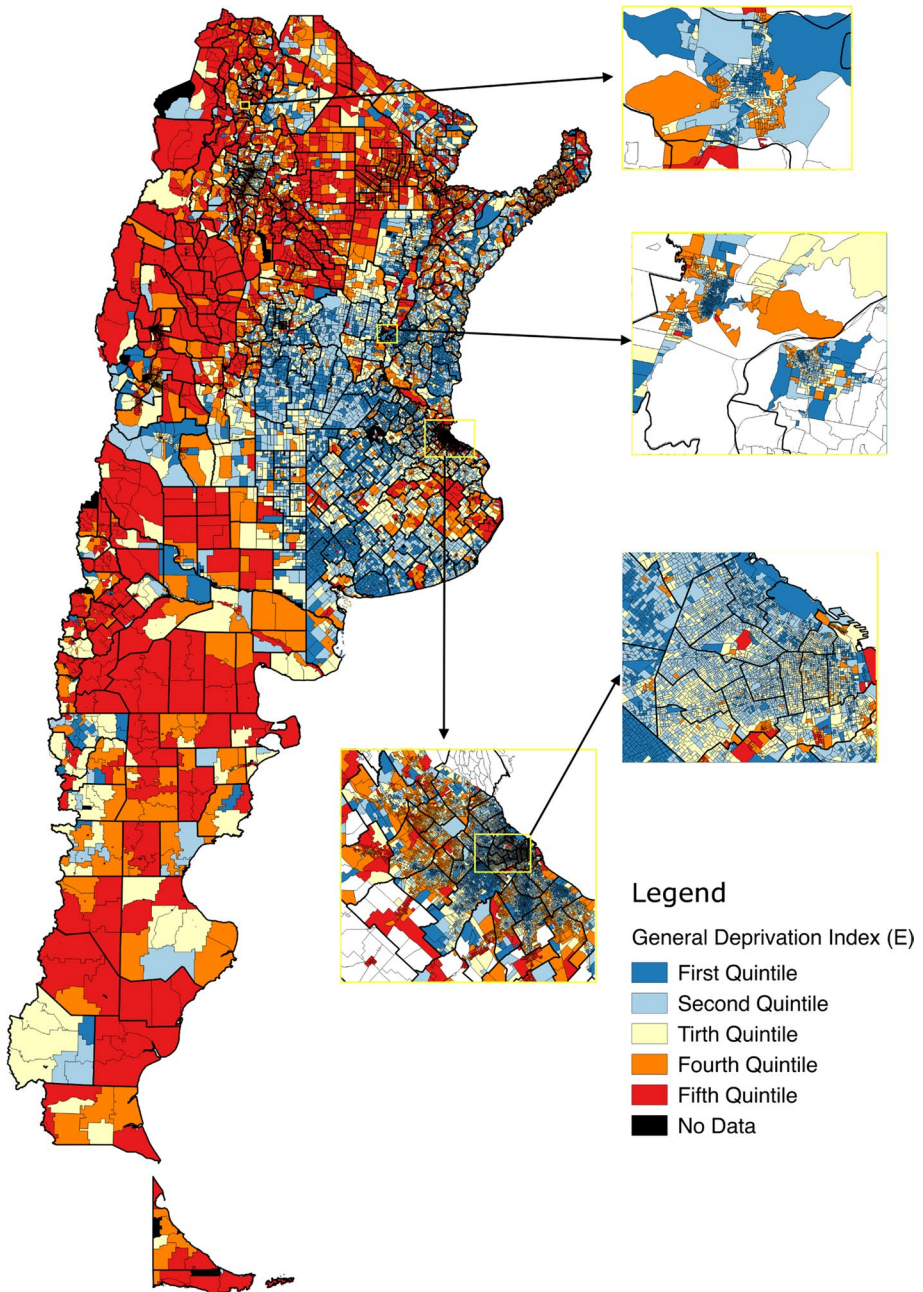 Legend
General Deprivation Index (E)
First Quintile
Second Quintile
Tirth Quintile
Fourth Quintile
Fifth Quintile
No Data